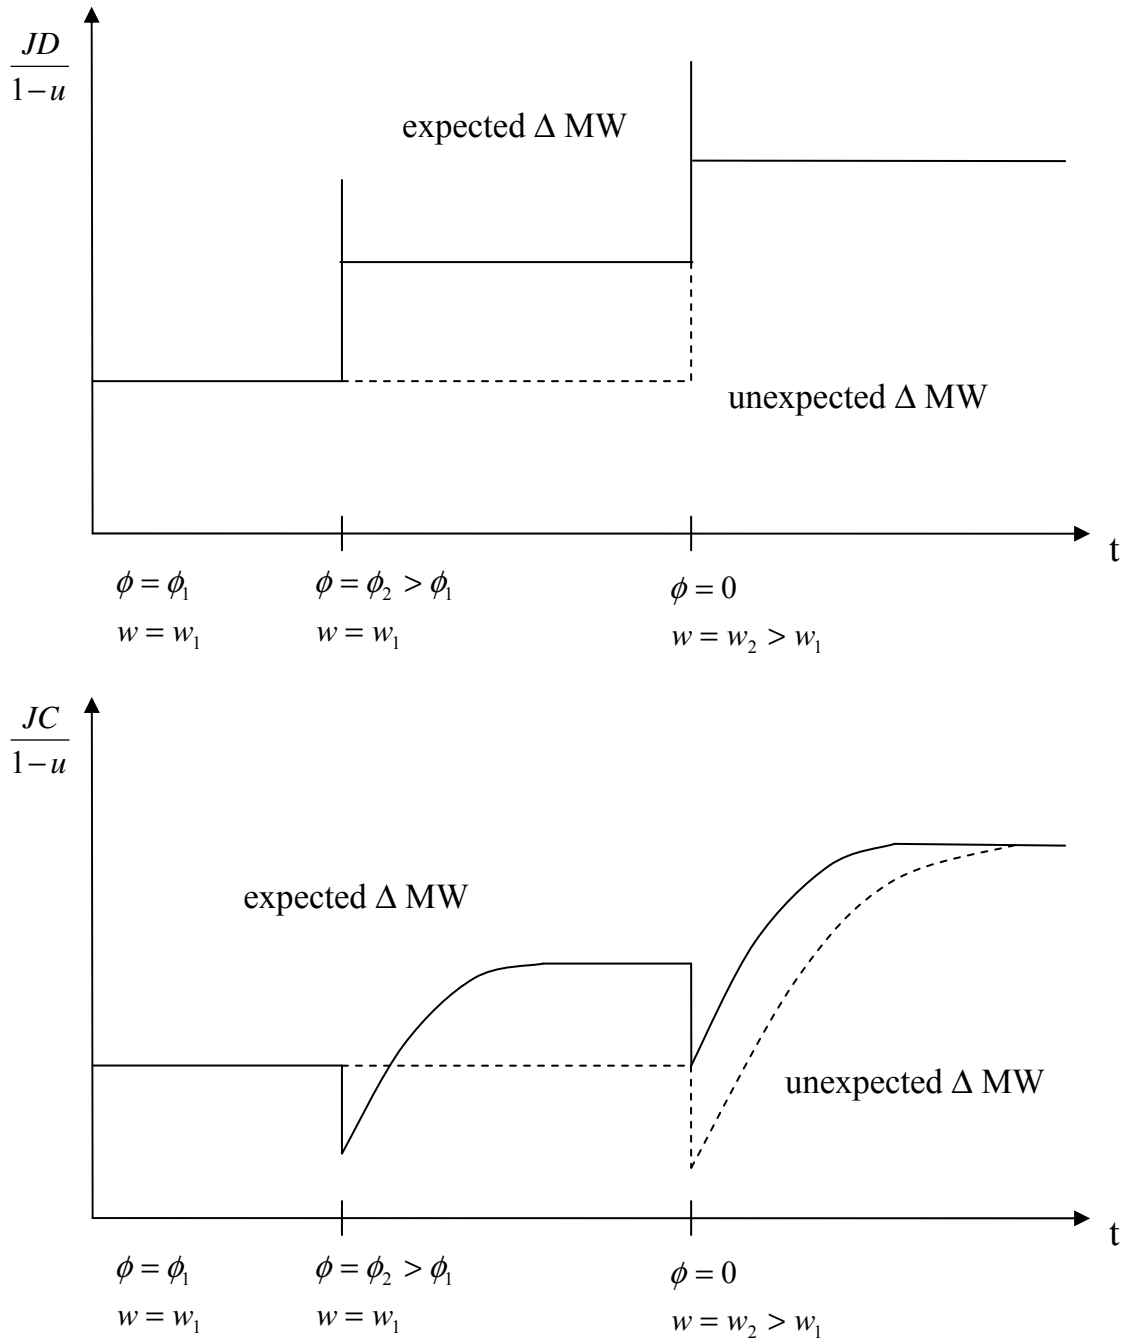 JD
1−u
expected Δ MW
unexpected Δ MW
t
ϕ = ϕ₁
ϕ = ϕ₂ > ϕ₁
ϕ = 0
w = w₁
w = w₁
w = w₂ > w₁
JC
1−u
expected Δ MW
unexpected Δ MW
t
ϕ = ϕ₁
ϕ = ϕ₂ > ϕ₁
ϕ = 0
w = w₁
w = w₁
w = w₂ > w₁